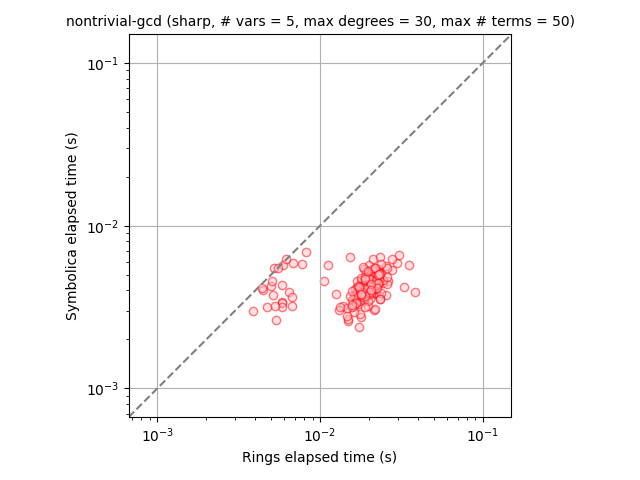 nontrivial-gcd (sharp, # vars = 5, max degrees = 30, max # terms = 50)
10⁻¹
10⁻²
10⁻³
Symbolica elapsed time (s)
10⁻³ 10⁻² 10⁻¹
Rings elapsed time (s)